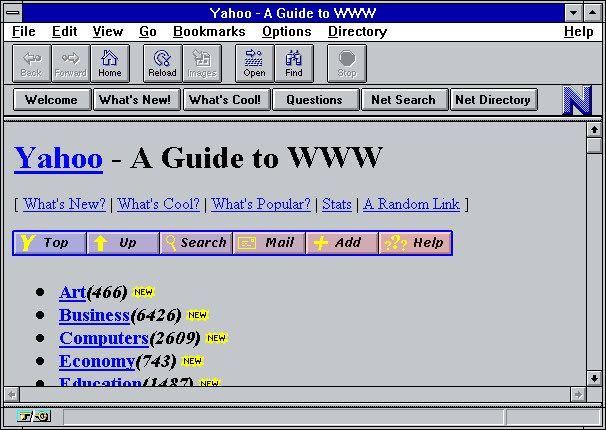 Yahoo - A Guide to WWW
File Edit View Go Bookmarks Options Directory Help
Back Forward Home Reload Images Open Find Stop
Welcome What's New! What's Cool! Questions Net Search Net Directory N
Yahoo - A Guide to WWW
[ What's New? | What's Cool? | What's Popular? | Stats | A Random Link ]
Y Top Up Search Mail Add ??? Help
Art(466) NEW
Business(6426) NEW
Computers(2609) NEW
Economy(743) NEW
Education(1487) NEW